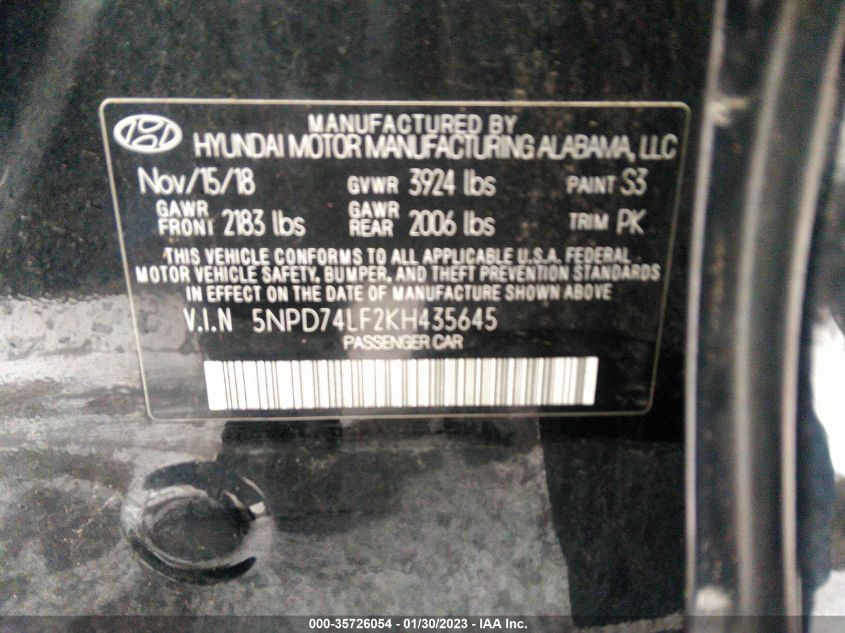 MANUFACTURED BY
HYUNDAI MOTOR MANUFACTURING ALABAMA, LLC
Nov/15/18 GVWR 3924 lbs PAINT S3
GAWR FRONT 2183 lbs GAWR REAR 2006 lbs TRIM PK
THIS VEHICLE CONFORMS TO ALL APPLICABLE U.S.A. FEDERAL
MOTOR VEHICLE SAFETY, BUMPER, AND THEFT PREVENTION STANDARDS
IN EFFECT ON THE DATE OF MANUFACTURE SHOWN ABOVE
V.I.N 5NPD74LF2KH435645
PASSENGER CAR
000-35726054 - 01/30/2023 - IAA Inc.